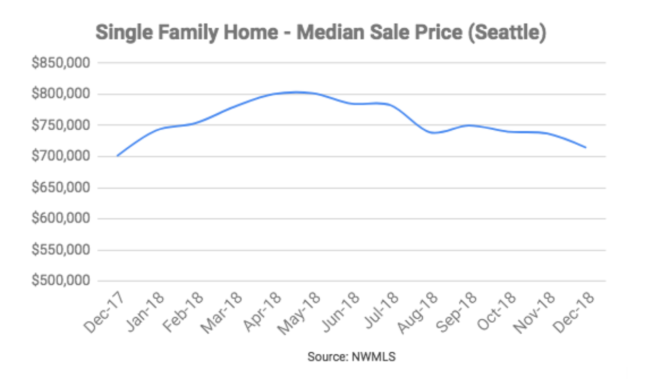 Single Family Home - Median Sale Price (Seattle)
$850,000
$800,000
$750,000
$700,000
$650,000
$600,000
$550,000
$500,000
Dec-17
Jan-18
Feb-18
Mar-18
Apr-18
May-18
Jun-18
Jul-18
Aug-18
Sep-18
Oct-18
Nov-18
Dec-18
Source: NWMLS